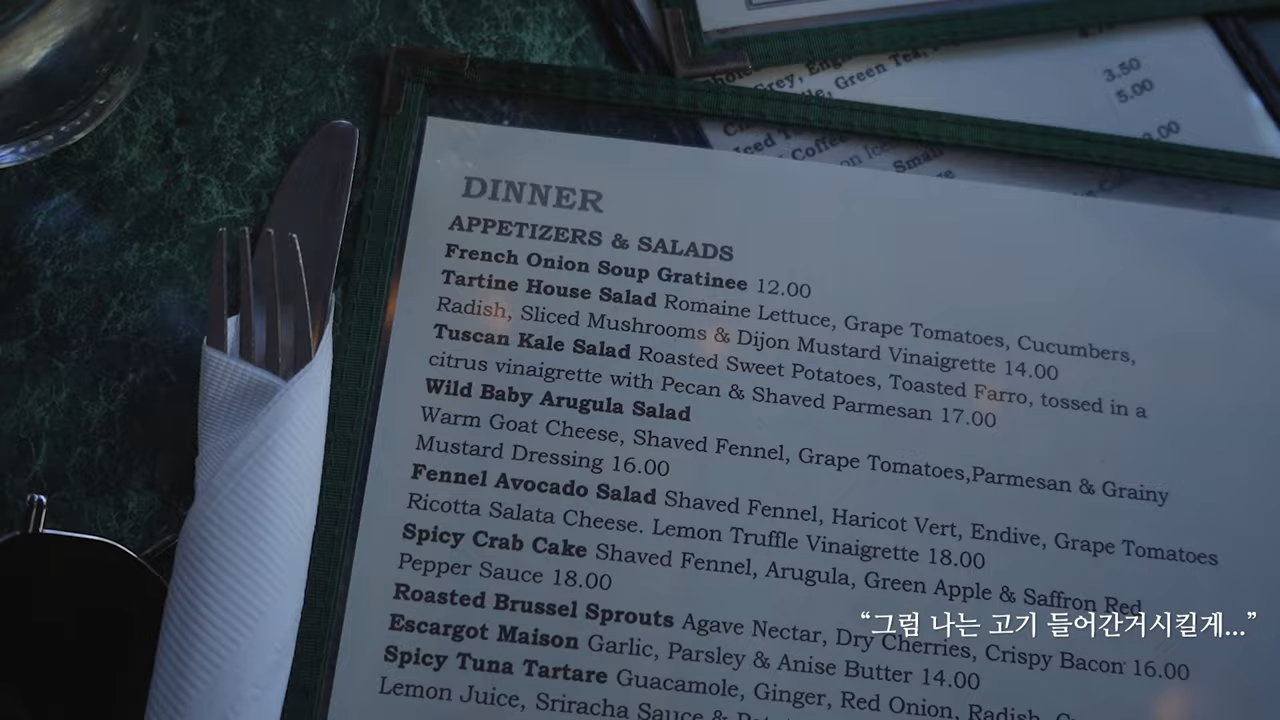 3.50
Grey, Eng
Green Tea,
5.00
Iced
Coffee
Small
DINNER
APPETIZERS & SALADS
French Onion Soup Gratinee 12.00
Tartine House Salad Romaine Lettuce, Grape Tomatoes, Cucumbers,
Radish, Sliced Mushrooms & Dijon Mustard Vinaigrette 14.00
Tuscan Kale Salad Roasted Sweet Potatoes, Toasted Farro, tossed in a
citrus vinaigrette with Pecan & Shaved Parmesan 17.00
Wild Baby Arugula Salad
Warm Goat Cheese, Shaved Fennel, Grape Tomatoes,Parmesan & Grainy
Mustard Dressing 16.00
Fennel Avocado Salad Shaved Fennel, Haricot Vert, Endive, Grape Tomatoes
Ricotta Salata Cheese. Lemon Truffle Vinaigrette 18.00
Spicy Crab Cake Shaved Fennel, Arugula, Green Apple & Saffron Red
Pepper Sauce 18.00
Roasted Brussel Sprouts Agave Nectar, Dry Cherries, Crispy Bacon 16.00
Escargot Maison Garlic, Parsley & Anise Butter 14.00
Spicy Tuna Tartare Guacamole, Ginger, Red Onion, Radish,
Lemon Juice, Sriracha Sauce &
“그럼 나는 고기 들어간거시킬게...”